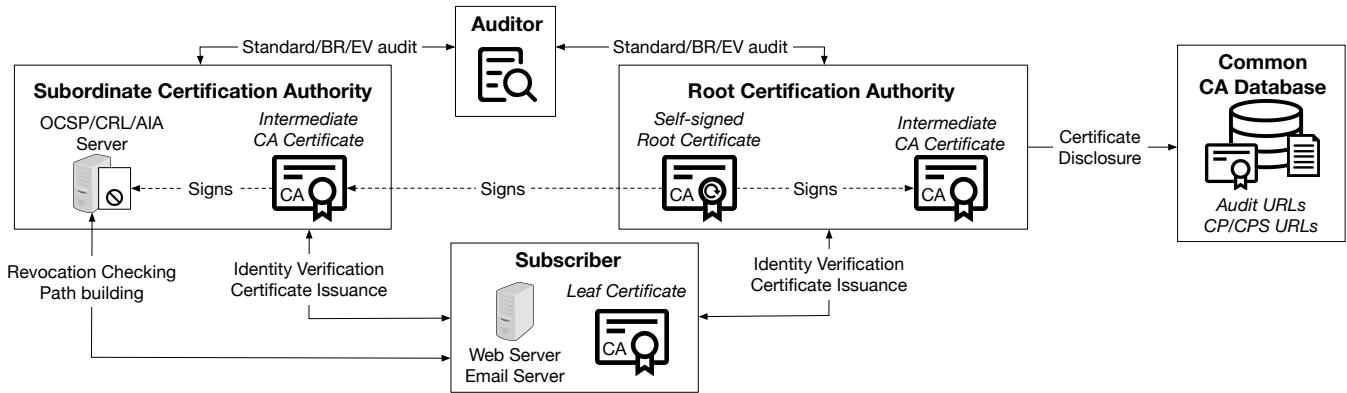 Auditor
Standard/BR/EV audit
Standard/BR/EV audit
Subordinate Certification Authority
OCSP/CRL/AIA
Server
Intermediate
CA Certificate
CA
Signs
Signs
Root Certification Authority
Self-signed
Root Certificate
CA
Signs
Intermediate
CA Certificate
CA
Certificate
Disclosure
Common
CA Database
Audit URLs
CP/CPS URLs
Revocation Checking
Path building
Identity Verification
Certificate Issuance
Subscriber
Leaf Certificate
CA
Web Server
Email Server
Identity Verification
Certificate Issuance